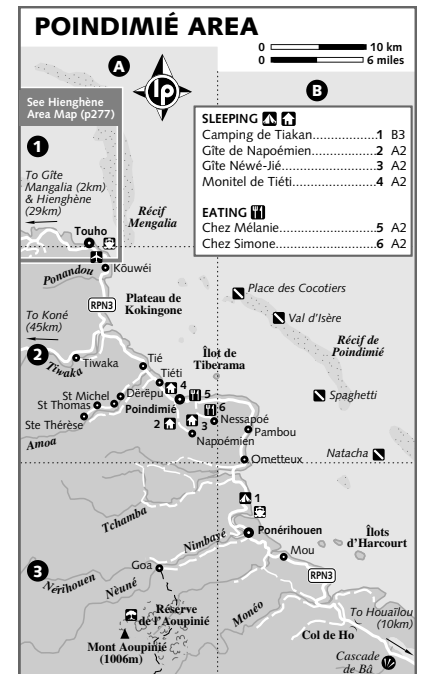 POINDIMIÉ AREA
0 10 km
0 6 miles
A
B
lp
See Hienghène
Area Map (p277)
SLEEPING
Camping de Tiakan..................1 B3
Gîte de Napoémien.................2 A2
Gîte Néwé-Jié.........................3 A2
Monitel de Tiéti......................4 A2
EATING
Chez Mélanie..........................5 A2
Chez Simone...........................6 A2
1
To Gîte
Mangalia (2km)
& Hienghène
(29km)
Récif
Mengalia
Touho
Ponandou
Kôuwéi
RPN3
Plateau de
Kokingone
Place des Cocotiers
Val d'Isère
To Koné
(45km)
Récif de
Poindimié
2
Tiwaka
Tiwaka
Tié
Îlot de
Tiberama
Tiéti
4
St Michel
Dërëpu
5
Spaghetti
St Thomas
Poindimié
6
Ste Thérèse
2
3
Nessapoé
Napoémien
Pambou
Amoa
Ometteux
Natacha
1
Tchamba
Ponérihouen
Nimbayé
Îlots
d'Harcourt
3
Goa
Mou
Nérihouen
Nèuné
RPN3
Monéo
Réserve
de l'Aoupinié
To Houaïlou
(10km)
Mont Aoupinié
(1006m)
Col de Ho
Cascade
de Bâ